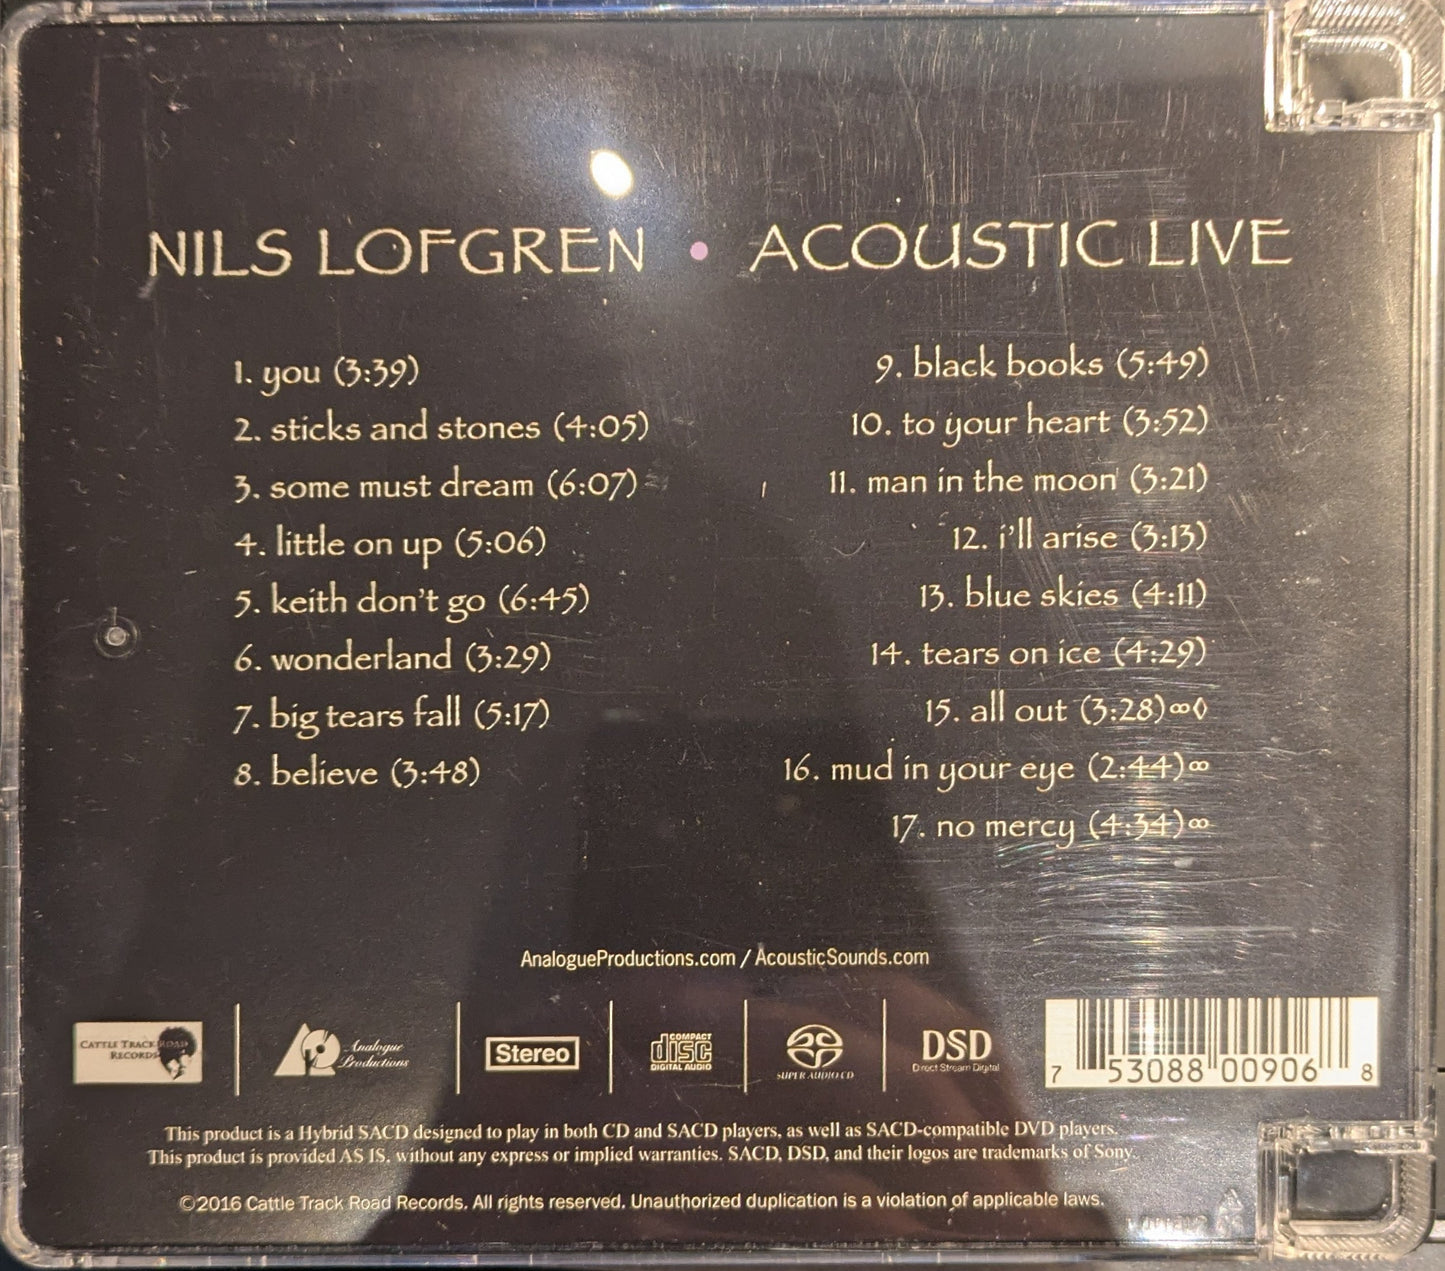 NILS LOFGREN • ACOUSTIC LIVE
1. you (3:39)
2. sticks and stones (4:05)
3. some must dream (6:07)
4. little on up (5:06)
5. keith don't go (6:45)
6. wonderland (3:29)
7. big tears fall (5:17)
8. believe (3:48)
9. black books (5:49)
10. to your heart (3:52)
11. man in the moon (3:21)
12. i'll arise (3:13)
13. blue skies (4:11)
14. tears on ice (4:29)
15. all out (3:28)∞◊
16. mud in your eye (2:44)∞
17. no mercy (4:34)∞
AnalogueProductions.com / AcousticSounds.com
CATTLE TRACK ROAD
RECORDS
Analogue
Productions
Stereo
COMPACT
disc
DIGITAL AUDIO
SUPER AUDIO CD
DSD
Direct Stream Digital
7 53088 00906 8
This product is a Hybrid SACD designed to play in both CD and SACD players, as well as SACD-compatible DVD players.
This product is provided AS IS, without any express or implied warranties. SACD, DSD, and their logos are trademarks of Sony.
©2016 Cattle Track Road Records. All rights reserved. Unauthorized duplication is a violation of applicable laws.